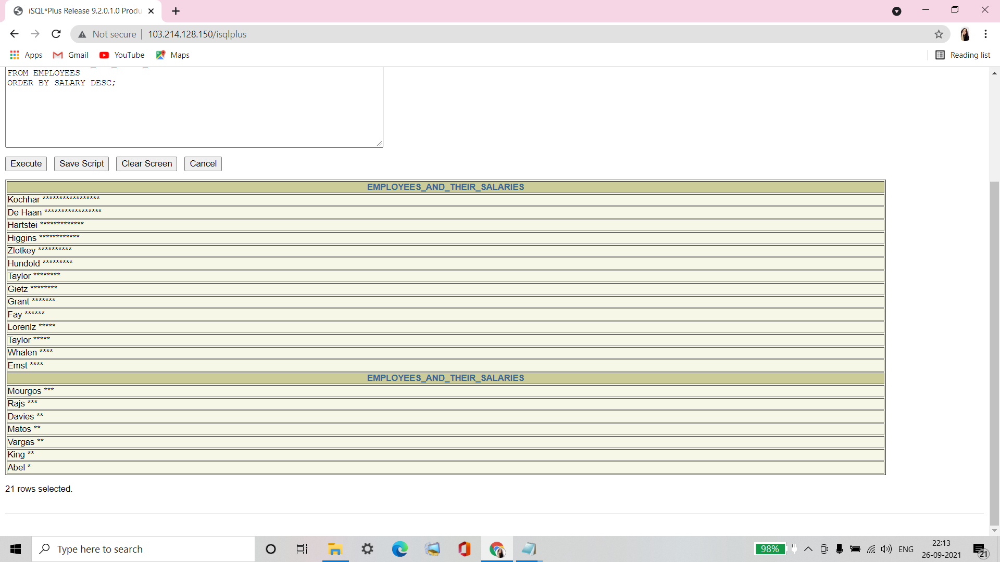 iSQL*Plus Release 9.2.0.1.0 Produ
Not secure | 103.214.128.150/isqlplus
Apps Gmail YouTube Maps Reading list
FROM EMPLOYEES
ORDER BY SALARY DESC;
Execute Save Script Clear Screen Cancel
EMPLOYEES_AND_THEIR_SALARIES
Kochhar *****************
De Haan *****************
Hartstei *************
Higgins ************
Zlotkey **********
Hundold *********
Taylor ********
Gietz ********
Grant *******
Fay ******
Lorenlz *****
Taylor *****
Whalen ****
Emst ****
EMPLOYEES_AND_THEIR_SALARIES
Mourgos ***
Rajs ***
Davies **
Matos **
Vargas **
King **
Abel *
21 rows selected.
Type here to search
98%
ENG
22:13
26-09-2021
21